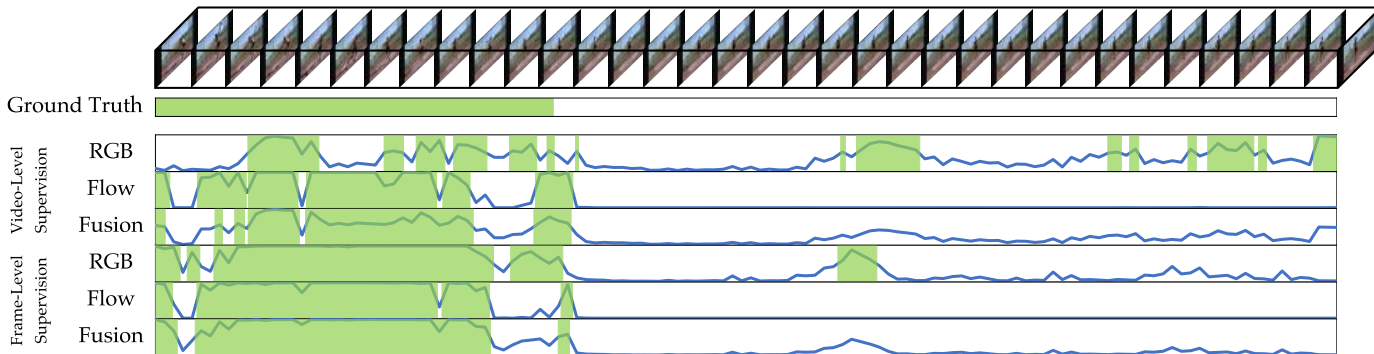 Ground Truth
Video-Level
Supervision
RGB
Flow
Fusion
Frame-Level
Supervision
RGB
Flow
Fusion